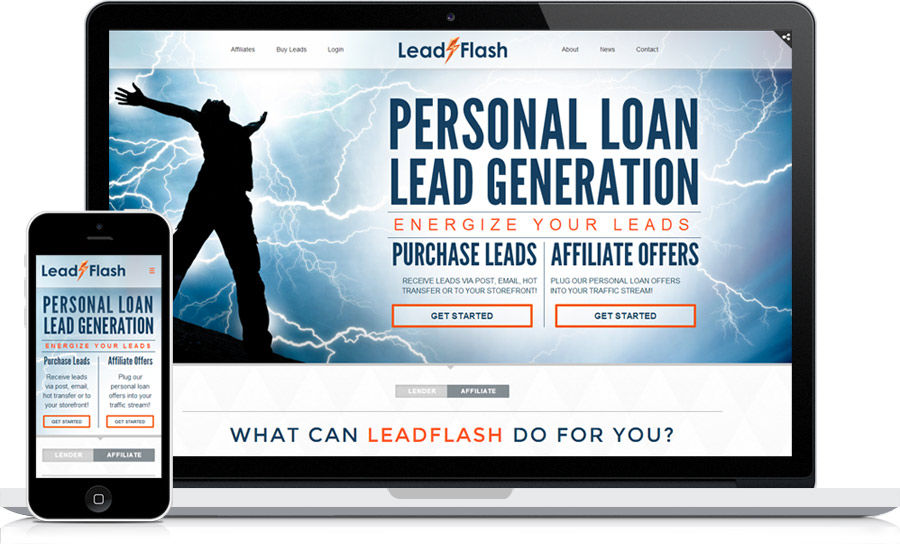 Affiliates Buy Leads Login LeadFlash About News Contact
PERSONAL LOAN
LEAD GENERATION
ENERGIZE YOUR LEADS
PURCHASE LEADS
RECEIVE LEADS VIA POST, EMAIL, HOT
TRANSFER OR TO YOUR STOREFRONT!
GET STARTED
AFFILIATE OFFERS
PLUG OUR PERSONAL LOAN OFFERS
INTO YOUR TRAFFIC STREAM!
GET STARTED
LENDER AFFILIATE
WHAT CAN LEADFLASH DO FOR YOU?
LeadFlash
PERSONAL LOAN
LEAD GENERATION
ENERGIZE YOUR LEADS
Purchase Leads
Receive leads
via post, email,
hot transfer or to
your storefront!
GET STARTED
Affiliate Offers
Plug our
personal loan
offers into your
traffic stream!
GET STARTED
LENDER AFFILIATE